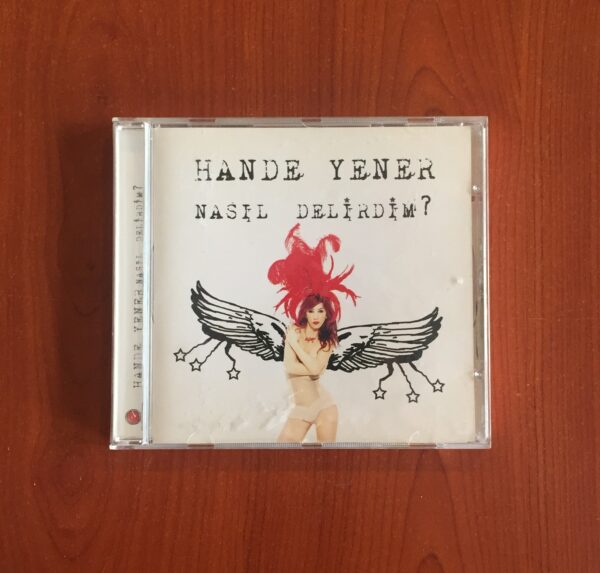 HANDE YENER
NASIL DELİRDİM?
HANDE YENER NASIL DELİRDİM?